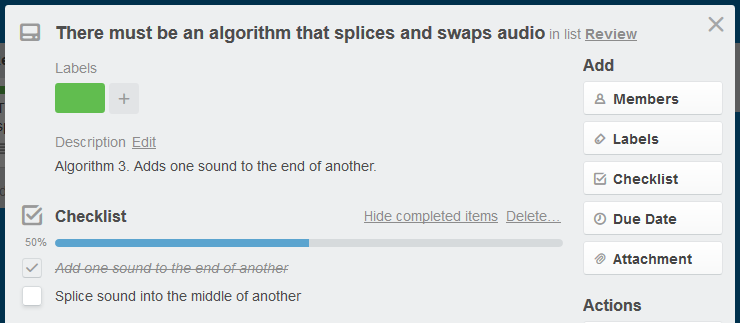 There must be an algorithm that splices and swaps audio in list Review
Labels
+
Description Edit
Algorithm 3. Adds one sound to the end of another.
Checklist Hide completed items Delete...
50%
Add one sound to the end of another
Splice sound into the middle of another
Add
Members
Labels
Checklist
Due Date
Attachment
Actions